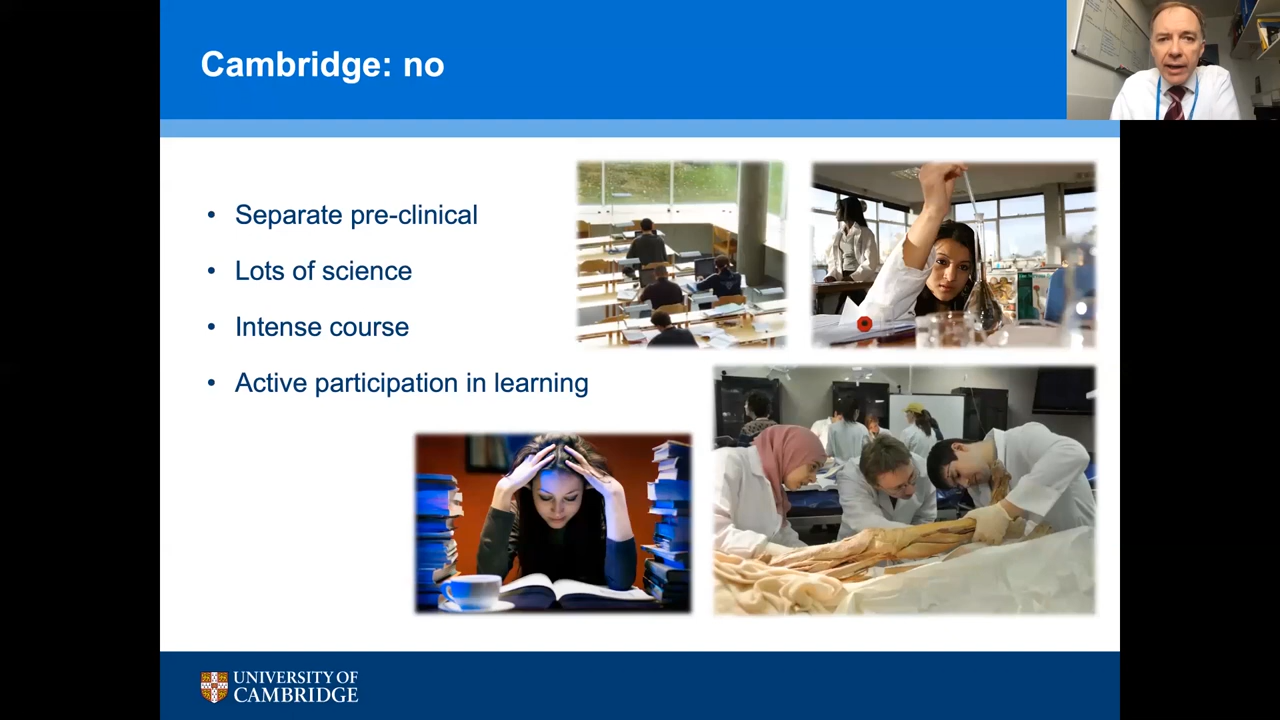 Cambridge: no
• Separate pre-clinical
• Lots of science
• Intense course
• Active participation in learning
UNIVERSITY OF
CAMBRIDGE